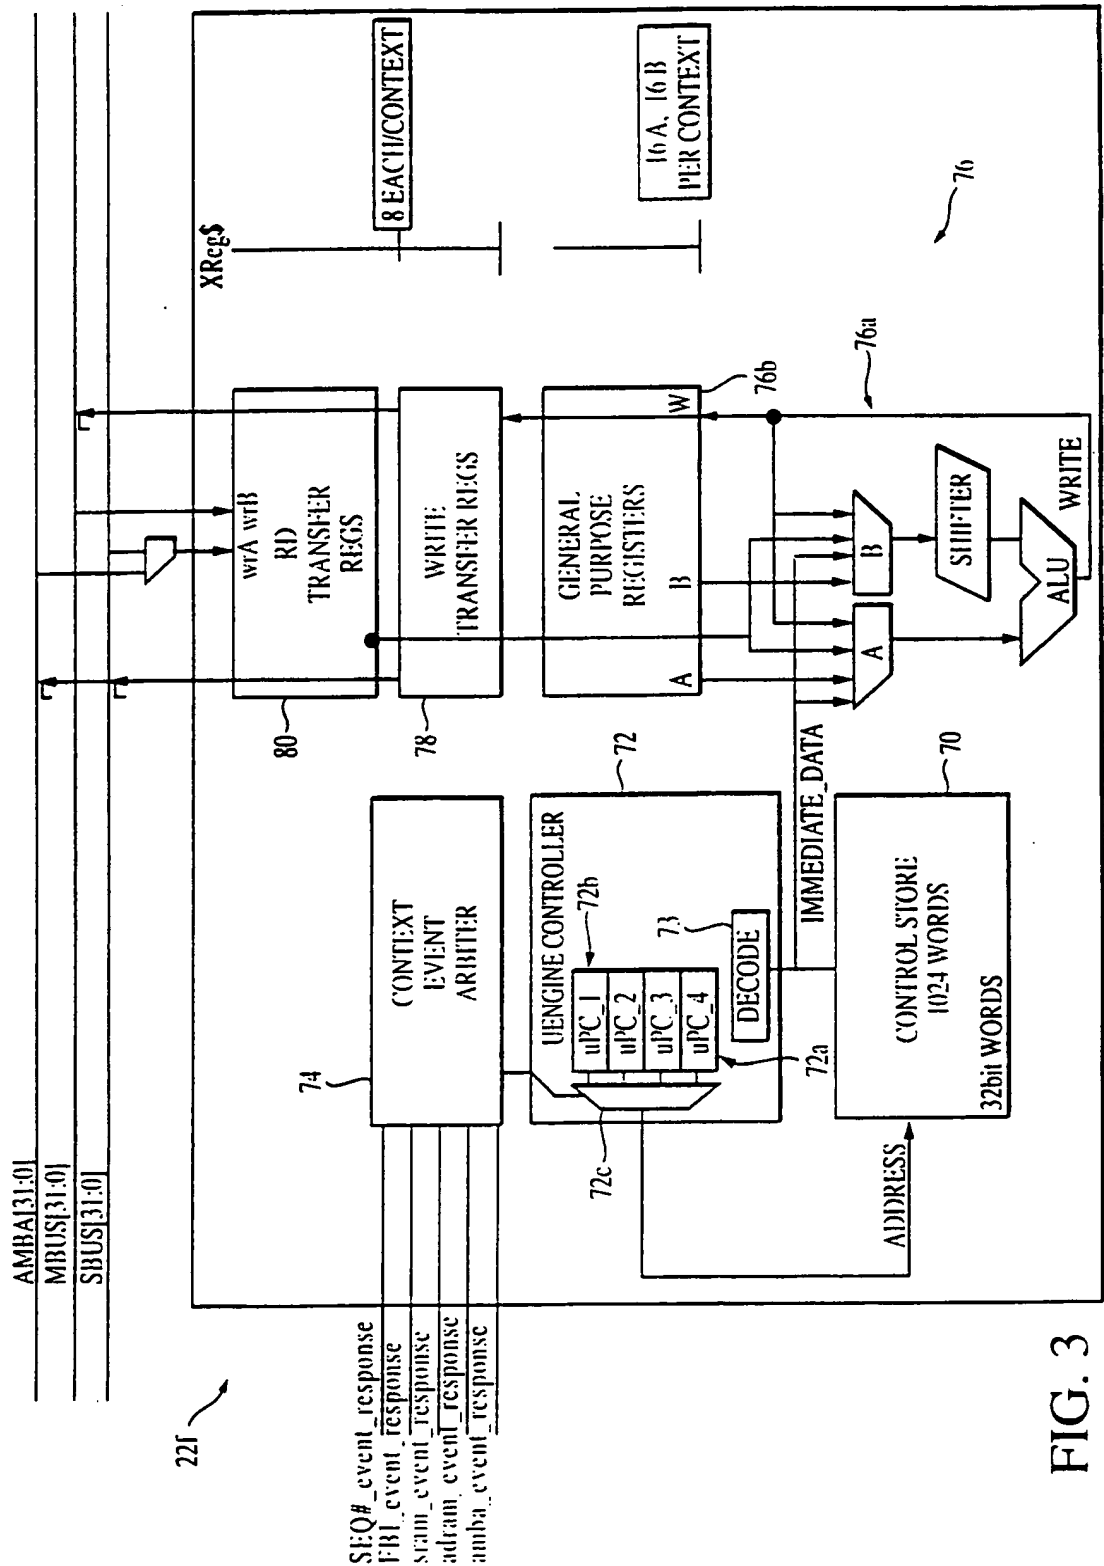 AMBA[31:0]
MBUS[31:0]
SBUS[31:0]
22f
SEQ#_event_response
FBI_event_response
sram_event_response
adram_event_response
amba_event_response
74
CONTEXT
EVENT
ARBITER
UENGINE CONTROLLER
72
72b
uPC_1
uPC_2
uPC_3
uPC_4
72a
72c
73
DECODE
ADDRESS
IMMEDIATE_DATA
70
CONTROL STORE
1024 WORDS
32bit WORDS
wrA wrB
RD
TRANSFER
REGS
80
WRITE
TRANSFER REGS
78
GENERAL
PURPOSE
REGISTERS
A
B
W
76b
A
B
SHIFTER
ALU
WRITE
76a
76
XReg$
8 EACH/CONTEXT
16 A, 16 B
PER CONTEXT
FIG. 3